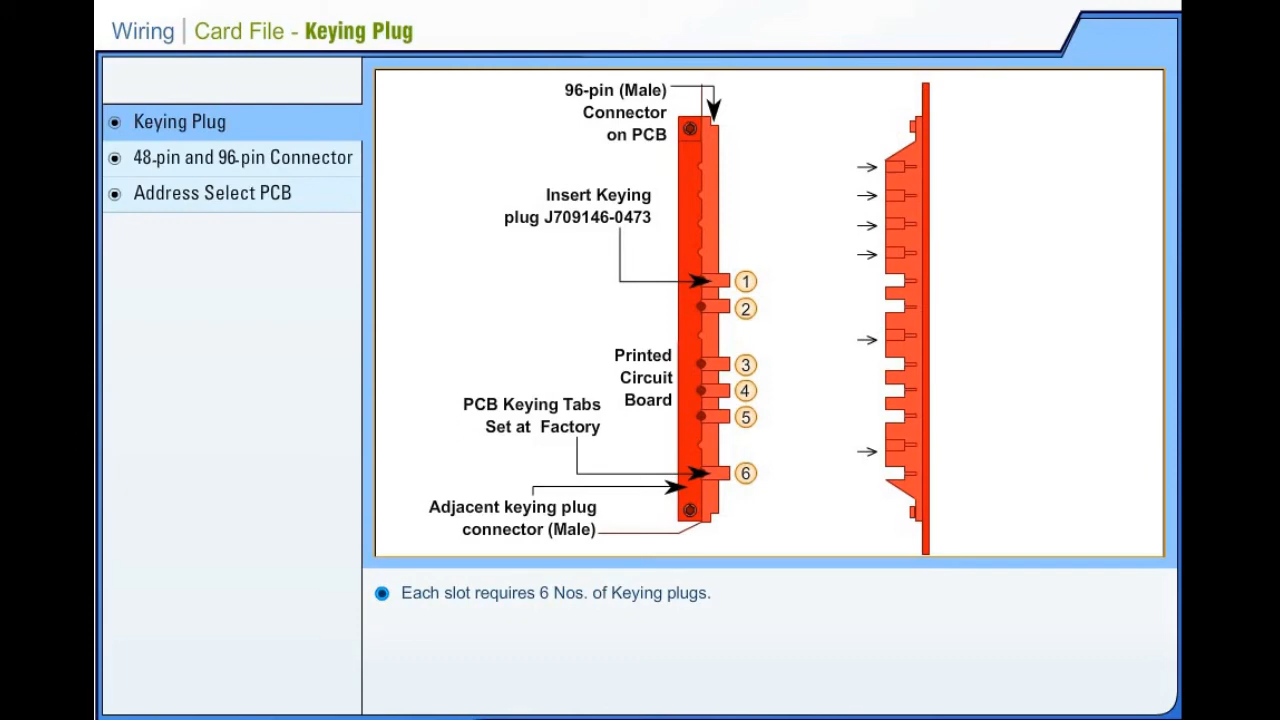 Wiring | Card File - Keying Plug
Keying Plug
48-pin and 96-pin Connector
Address Select PCB
96-pin (Male)
Connector
on PCB
Insert Keying
plug J709146-0473
1
2
Printed
Circuit
Board
3
4
5
PCB Keying Tabs
Set at Factory
6
Adjacent keying plug
connector (Male)
Each slot requires 6 Nos. of Keying plugs.